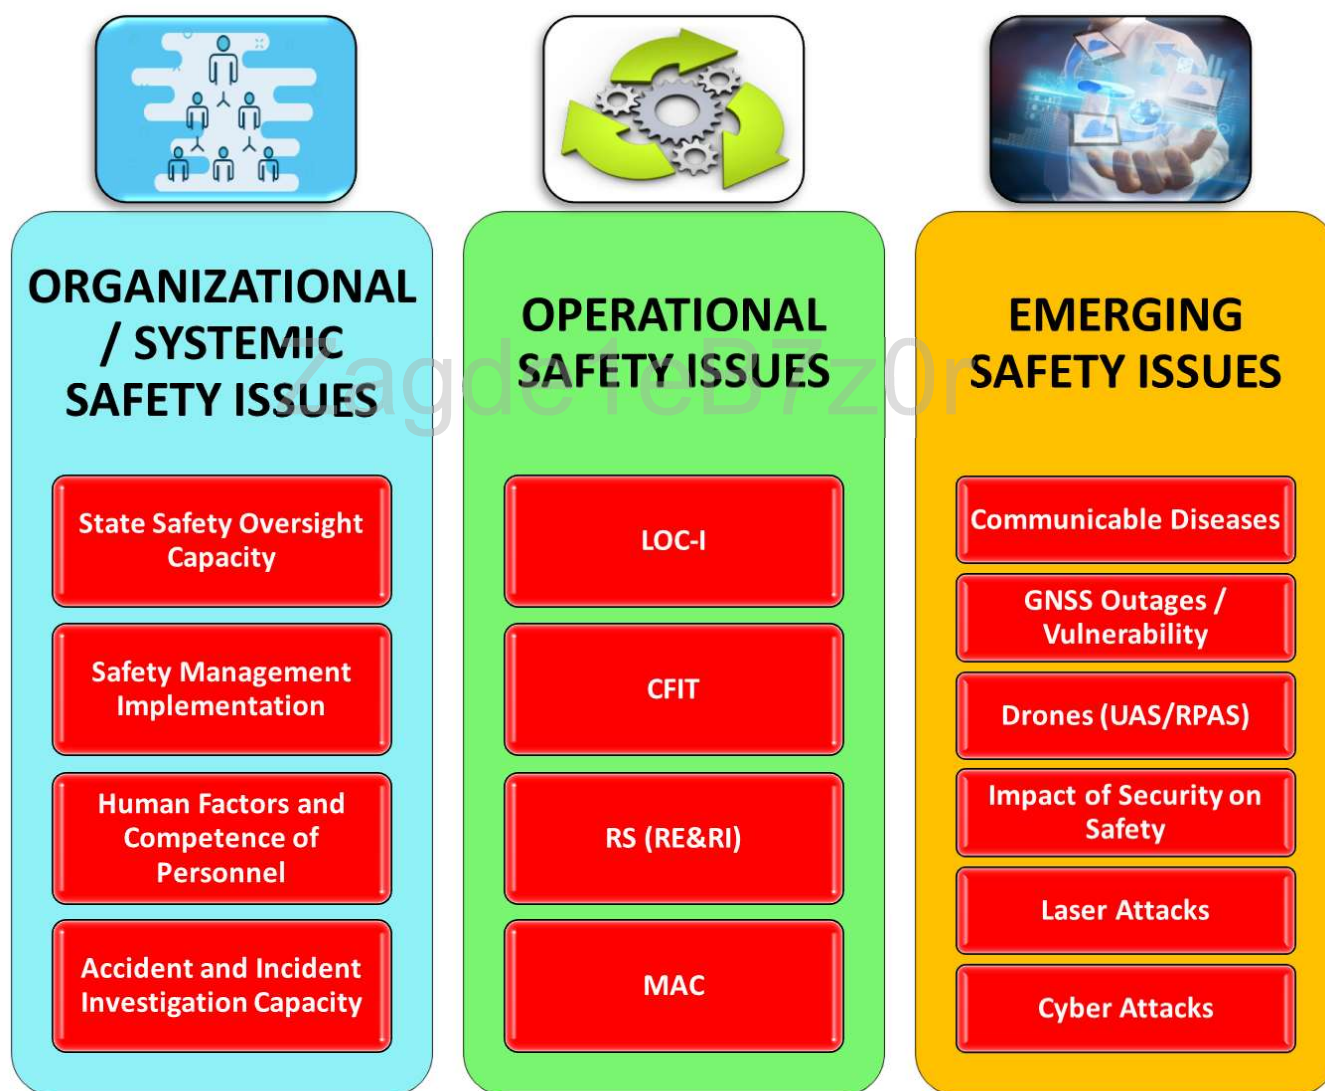 ORGANIZATIONAL
/ SYSTEMIC
SAFETY ISSUES
State Safety Oversight
Capacity
Safety Management
Implementation
Human Factors and
Competence of
Personnel
Accident and Incident
Investigation Capacity
OPERATIONAL
SAFETY ISSUES
LOC-I
CFIT
RS (RE&RI)
MAC
EMERGING
SAFETY ISSUES
Communicable Diseases
GNSS Outages /
Vulnerability
Drones (UAS/RPAS)
Impact of Security on
Safety
Laser Attacks
Cyber Attacks
Zagde1eB7z0r